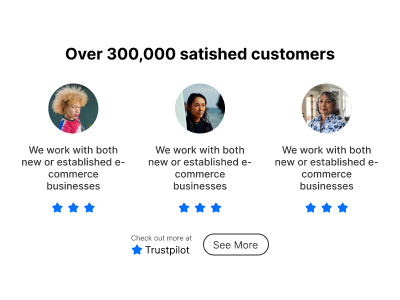 Over 300,000 satished customers
We work with both
new or established e-
commerce
businesses
We work with both
new or established e-
commerce
businesses
We work with both
new or established e-
commerce
businesses
Check out more at
Trustpilot
See More